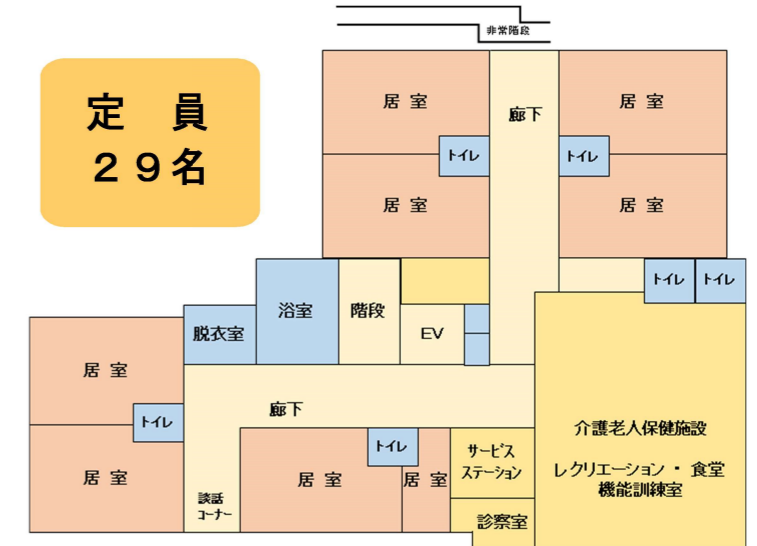 非常階段
定 員
２９名
居 室
廊下
居 室
トイレ
トイレ
居 室
居 室
トイレ
トイレ
浴室
階段
脱衣室
EV
居 室
廊下
トイレ
介護老人保健施設
トイレ
サービス
ステーション
レクリエーション ・ 食堂
機能訓練室
居 室
居 室
居 室
談話
コーナー
診察室